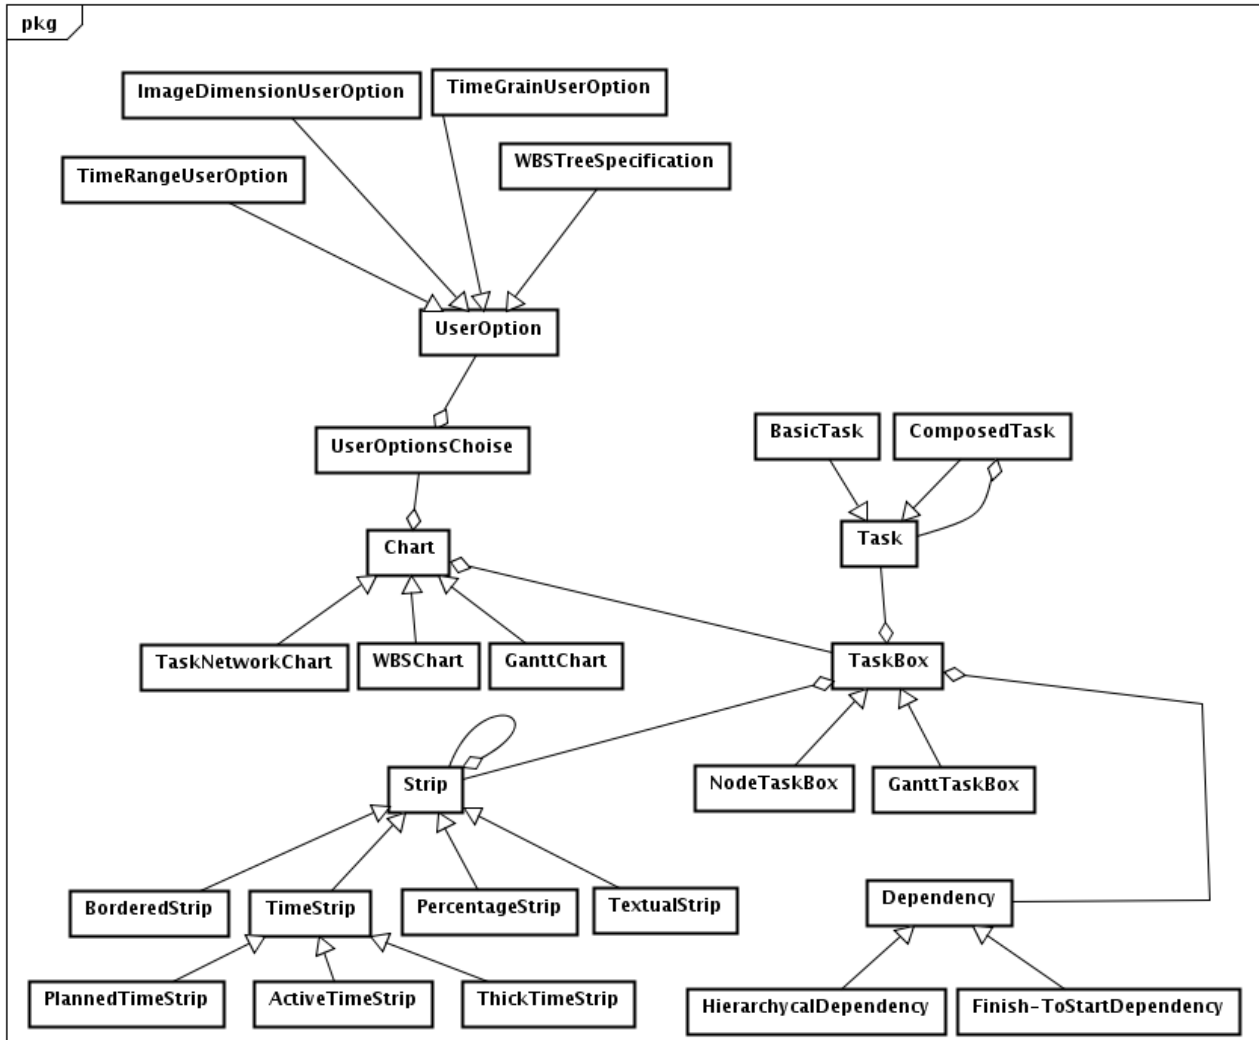 pkg
ImageDimensionUserOption
TimeGrainUserOption
TimeRangeUserOption
WBSTreeSpecification
UserOption
UserOptionsChoise
BasicTask
ComposedTask
Chart
Task
TaskNetworkChart
WBSChart
GanttChart
TaskBox
Strip
NodeTaskBox
GanttTaskBox
BorderedStrip
TimeStrip
PercentageStrip
TextualStrip
Dependency
PlannedTimeStrip
ActiveTimeStrip
ThickTimeStrip
HierarchycalDependency
Finish-ToStartDependency